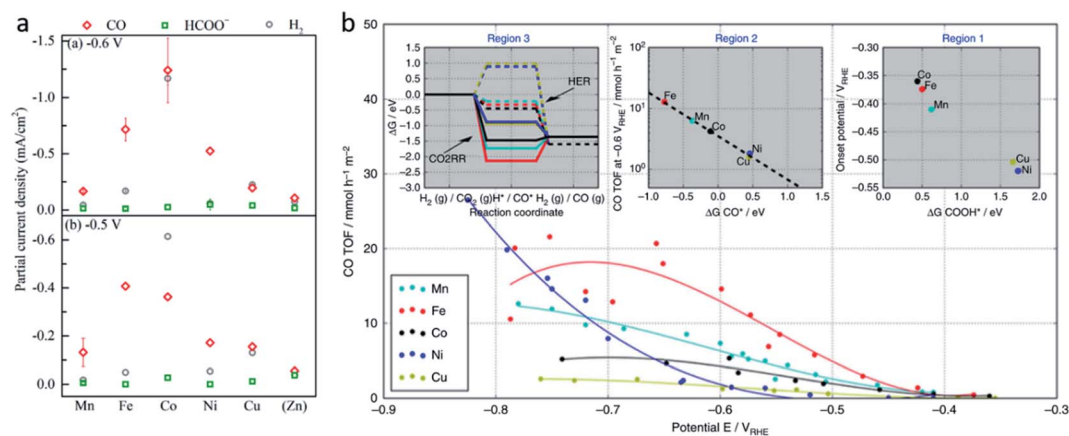 a
CO HCOO⁻ H₂
(a) -0.6 V
-1.5
-1.0
-0.5
0.0
(b) -0.5 V
-0.6
-0.4
-0.2
0.0
Partial current density (mA/cm²)
Mn Fe Co Ni Cu (Zn)
b
50
40
30
20
10
0
CO TOF / mmol h⁻¹ m⁻²
Region 3
1.5
1.0
0.5
0.0
-0.5
-1.0
-1.5
-2.0
-2.5
-3.0
ΔG / eV
HER
CO2RR
H₂ (g) / CO₂ (g)H* / CO* H₂ (g) / CO (g)
Reaction coordinate
Region 2
10²
10¹
10⁰
CO TOF at −0.6 V_RHE / mmol h⁻¹ m⁻²
Fe
Mn
Co
Ni
Cu
-1.0 -0.5 0.0 0.5 1.0 1.5
ΔG CO* / eV
Region 1
-0.30
-0.35
-0.40
-0.45
-0.50
-0.55
Onset potential / V_RHE
Co
Fe
Mn
Cu
Ni
0.0 0.5 1.0 1.5 2.0
ΔG COOH* / eV
Mn
Fe
Co
Ni
Cu
−0.9 −0.8 −0.7 −0.6 −0.5 −0.4 −0.3
Potential E / V_RHE